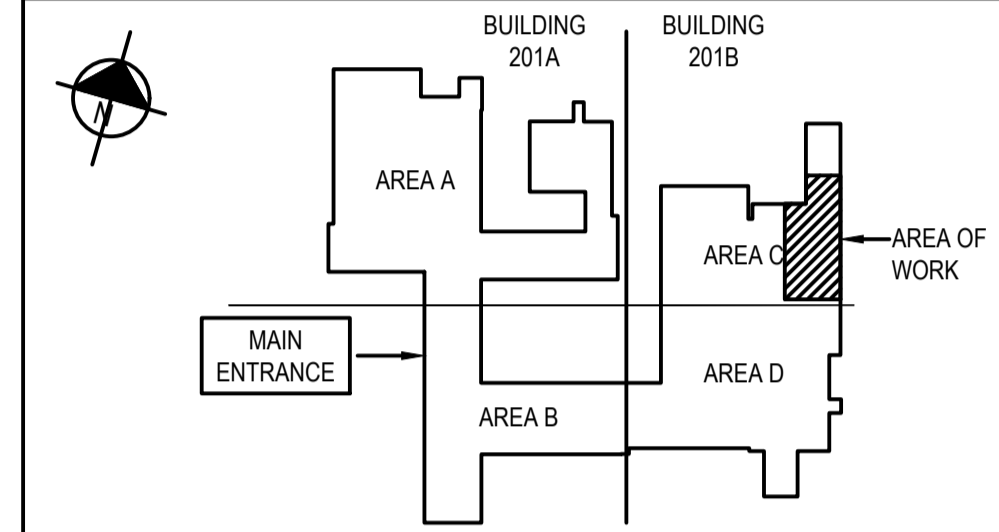 BUILDING
201A
BUILDING
201B
N
AREA A
AREA C
AREA OF
WORK
MAIN
ENTRANCE
AREA D
AREA B